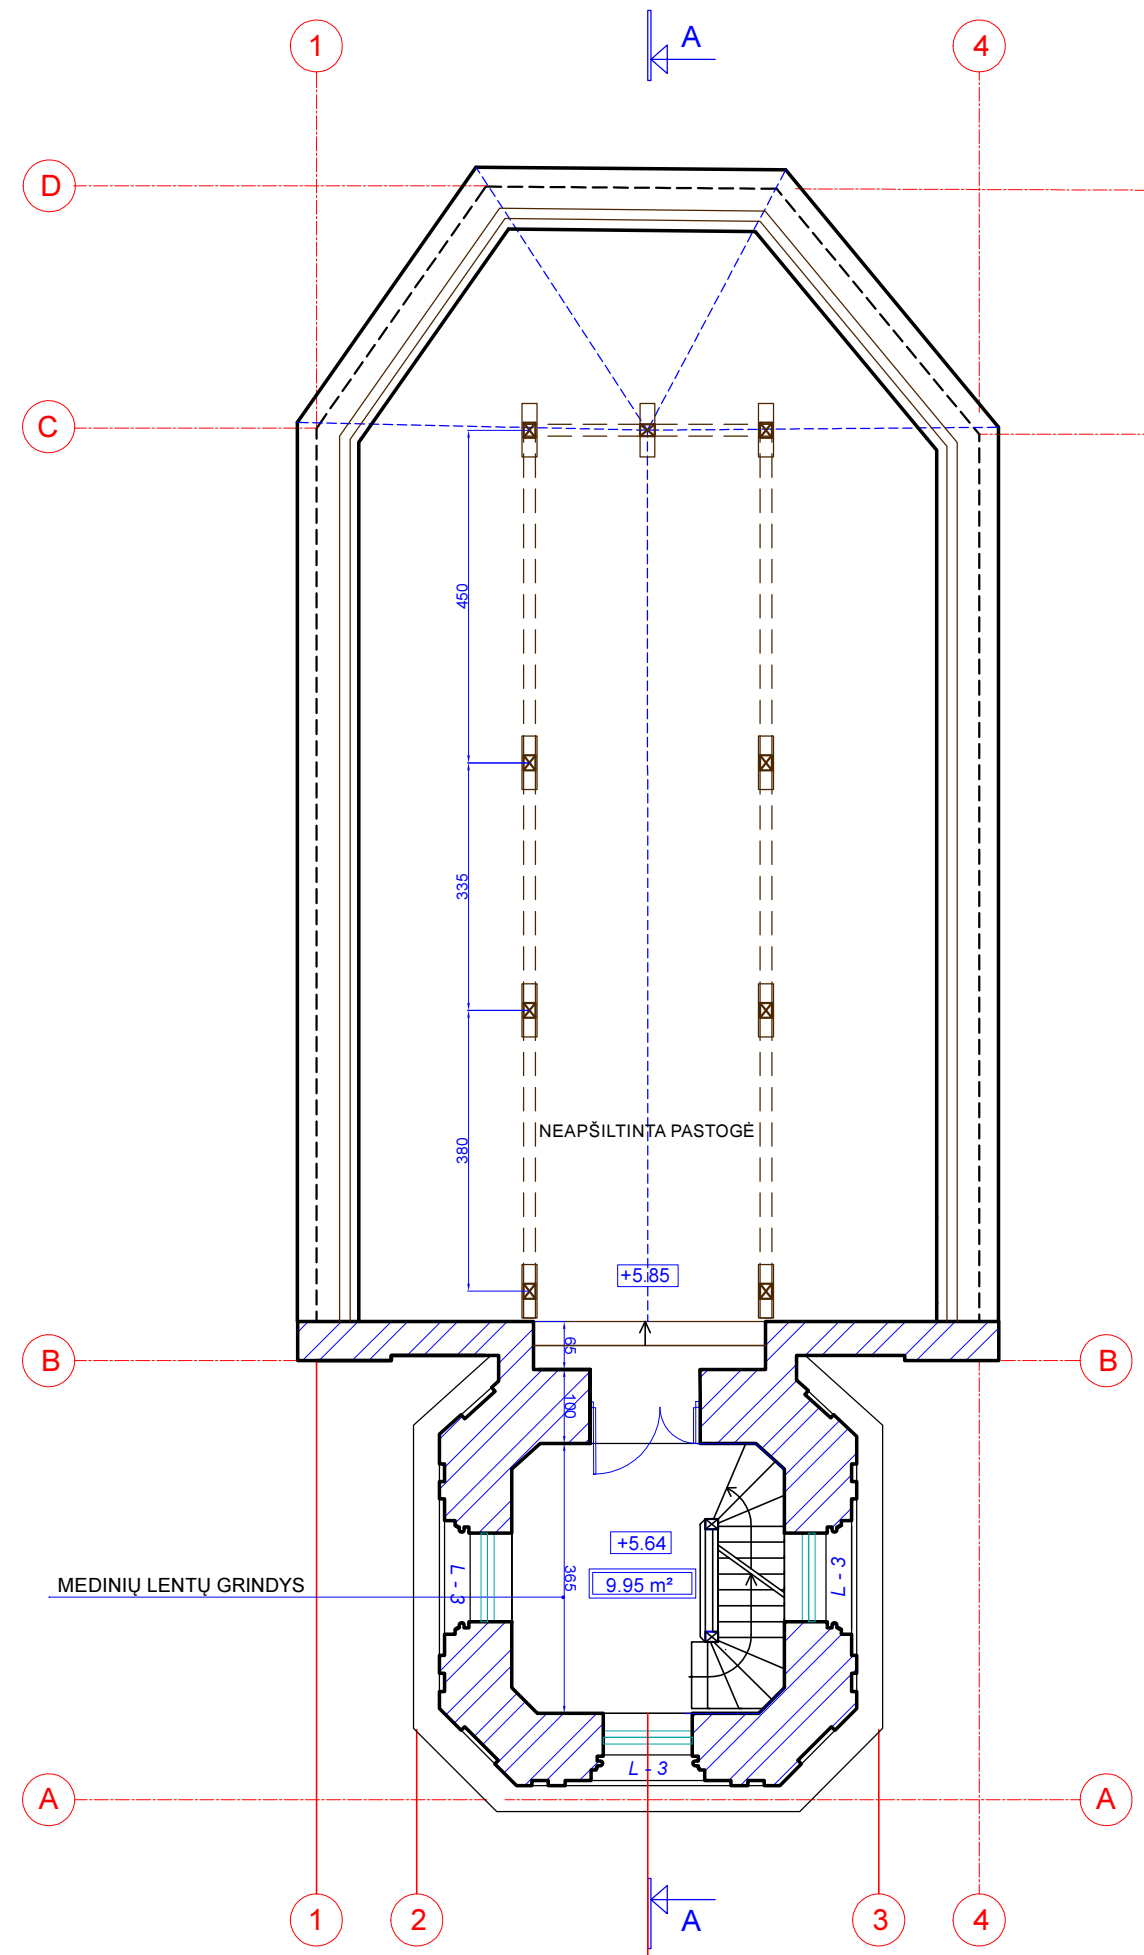 A
1
4
D
C
450
335
380
NEAPŠILTINTA PASTOGĖ
+5.85
65
B
B
100
+5.64
365
9.95 m²
L - 3
L - 3
MEDINIŲ LENTŲ GRINDYS
L - 3
A
A
1
2
A
3
4